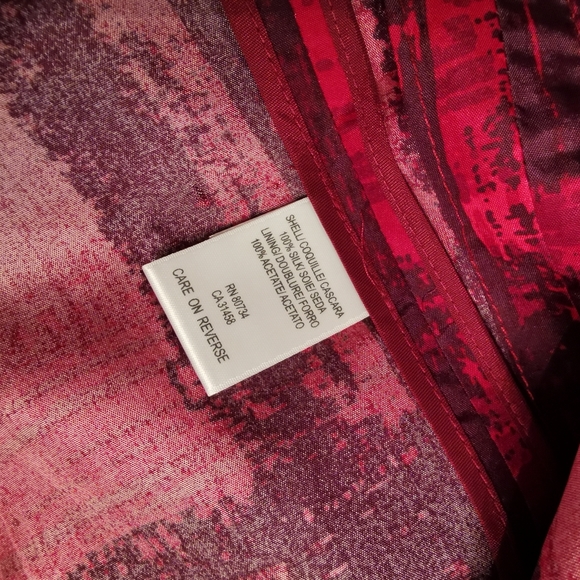 SHELL/ COQUILLE/ CASCARA
100% SILK/ SOIE/ SEDA
LINING/ DOUBLURE/ FORRO
100% ACETATE/ ACETATO
RN 80734
CA 31458
CARE ON REVERSE